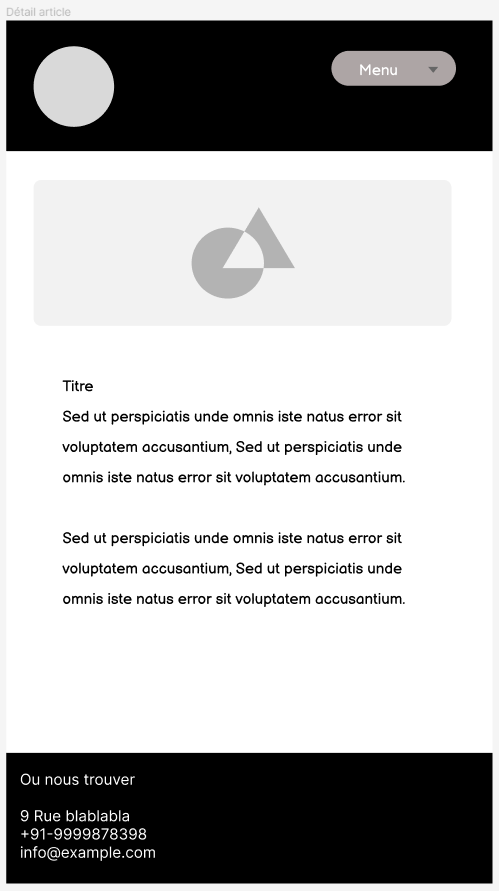 Détail article
Menu
Titre
Sed ut perspiciatis unde omnis iste natus error sit
voluptatem accusantium, Sed ut perspiciatis unde
omnis iste natus error sit voluptatem accusantium.
Sed ut perspiciatis unde omnis iste natus error sit
voluptatem accusantium, Sed ut perspiciatis unde
omnis iste natus error sit voluptatem accusantium.
Ou nous trouver
9 Rue blablabla
+91-9999878398
info@example.com